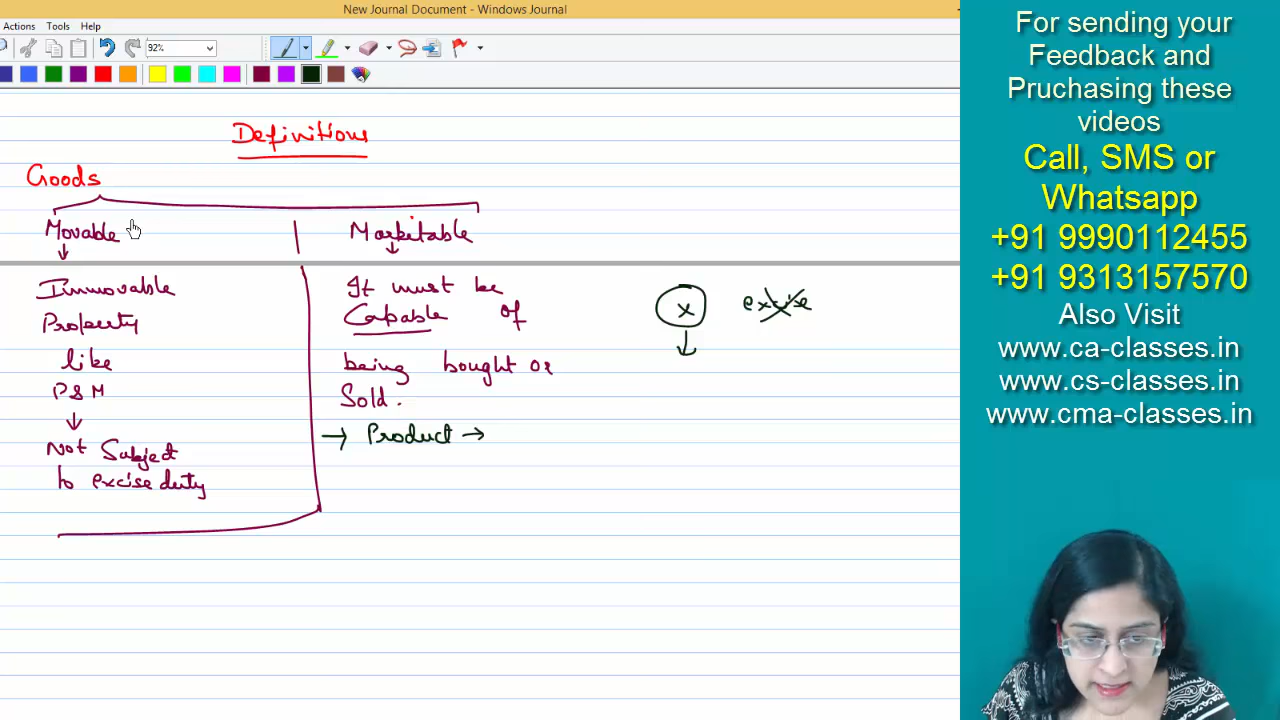 New Journal Document - Windows Journal
Actions Tools Help
92%
Definitions
Goods
Movable
Markitable
Immovable
Property
like
P&M
Not Subject
to excise duty
It must be
Capable of
being bought or
Sold.
→ Product →
x excise
For sending your
Feedback and
Pruchasing these
videos
Call, SMS or
Whatsapp
+91 9990112455
+91 9313157570
Also Visit
www.ca-classes.in
www.cs-classes.in
www.cma-classes.in